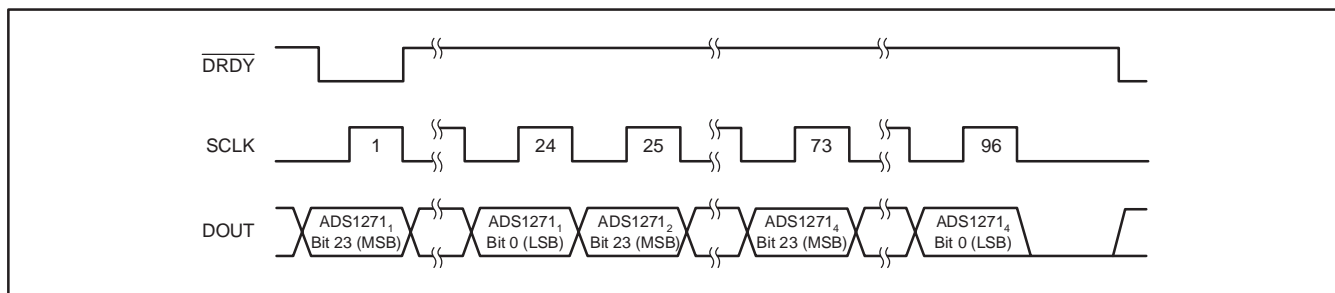 DRDY
SCLK
1
24
25
73
96
DOUT
ADS1271₁
Bit 23 (MSB)
ADS1271₁
Bit 0 (LSB)
ADS1271₂
Bit 23 (MSB)
ADS1271₄
Bit 23 (MSB)
ADS1271₄
Bit 0 (LSB)